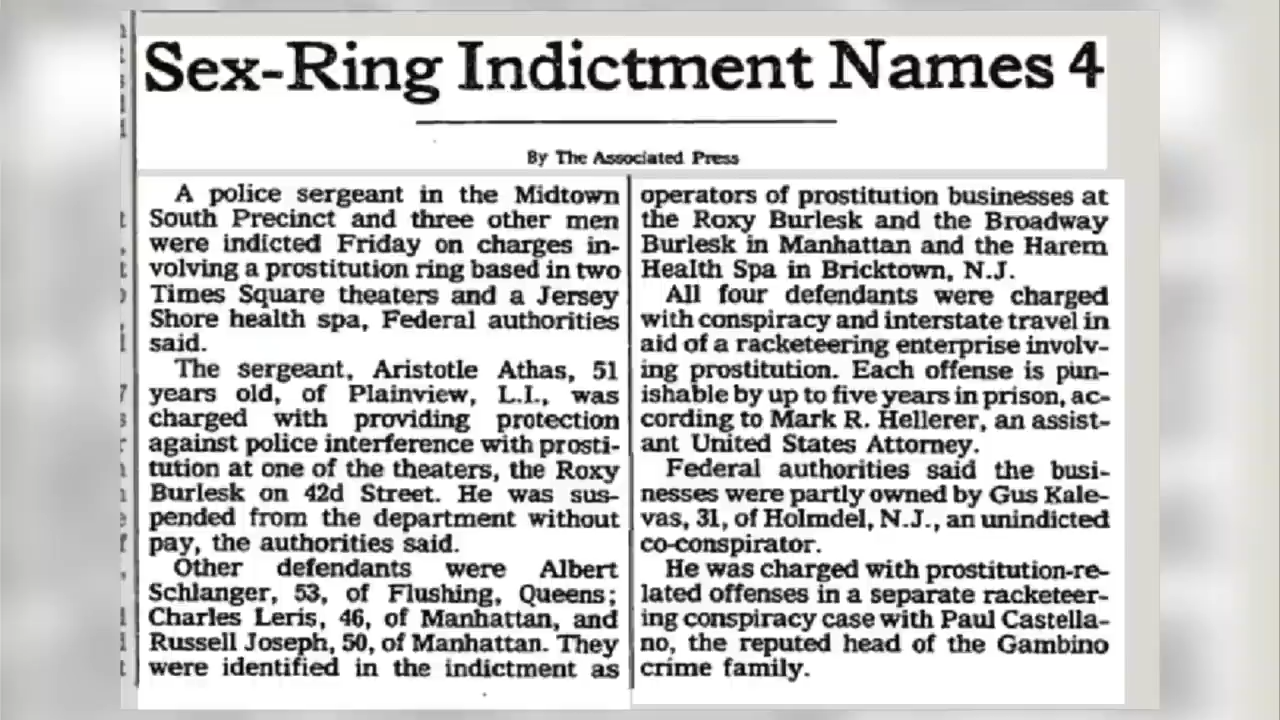 Sex-Ring Indictment Names 4
By The Associated Press
A police sergeant in the Midtown
South Precinct and three other men
were indicted Friday on charges in-
volving a prostitution ring based in two
Times Square theaters and a Jersey
Shore health spa, Federal authorities
said.
The sergeant, Aristotle Athas, 51
years old, of Plainview, L.I., was
charged with providing protection
against police interference with prosti-
tution at one of the theaters, the Roxy
Burlesk on 42d Street. He was sus-
pended from the department without
pay, the authorities said.
Other defendants were Albert
Schlanger, 53, of Flushing, Queens;
Charles Leris, 46, of Manhattan, and
Russell Joseph, 50, of Manhattan. They
were identified in the indictment as
operators of prostitution businesses at
the Roxy Burlesk and the Broadway
Burlesk in Manhattan and the Harem
Health Spa in Bricktown, N.J.
All four defendants were charged
with conspiracy and interstate travel in
aid of a racketeering enterprise involv-
ing prostitution. Each offense is pun-
ishable by up to five years in prison, ac-
cording to Mark R. Hellerer, an assist-
ant United States Attorney.
Federal authorities said the busi-
nesses were partly owned by Gus Kale-
vas, 31, of Holmdel, N.J., an unindicted
co-conspirator.
He was charged with prostitution-re-
lated offenses in a separate racketeer-
ing conspiracy case with Paul Castella-
no, the reputed head of the Gambino
crime family.